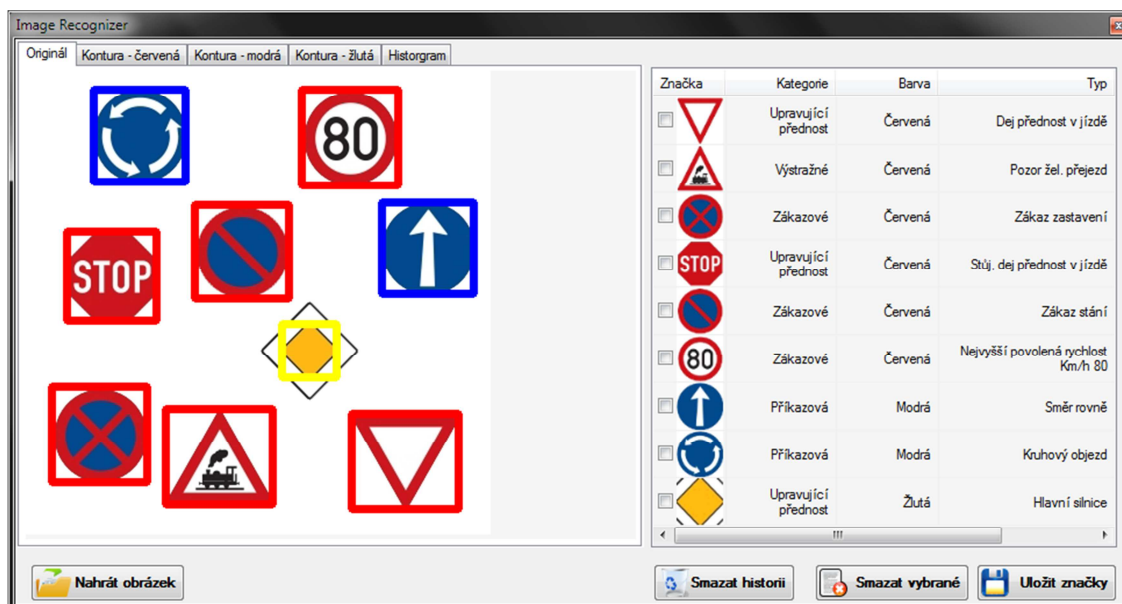 Image Recognizer
Originál Kontura - červená Kontura - modrá Kontura - žlutá Historgram
80
STOP
Značka Kategorie Barva Typ
Upravující přednost Červená Dej přednost v jízdě
Výstražné Červená Pozor žel. přejezd
Zákazové Červená Zákaz zastavení
STOP Upravující přednost Červená Stůj, dej přednost v jízdě
Zákazové Červená Zákaz stání
80 Zákazové Červená Nejvyšší povolená rychlost Km/h 80
Příkazová Modrá Směr rovně
Příkazová Modrá Kruhový objezd
Upravující přednost Žlutá Hlavní silnice
Nahrát obrázek Smazat historii Smazat vybrané Uložit značky